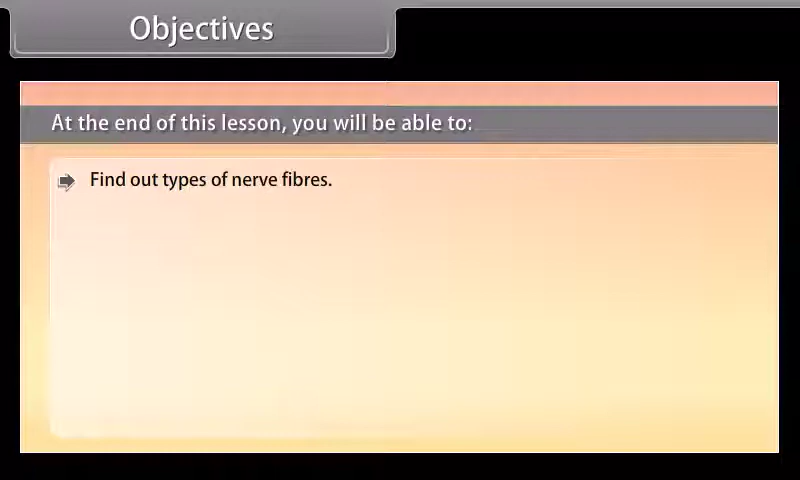 Objectives
At the end of this lesson, you will be able to:
Find out types of nerve fibres.